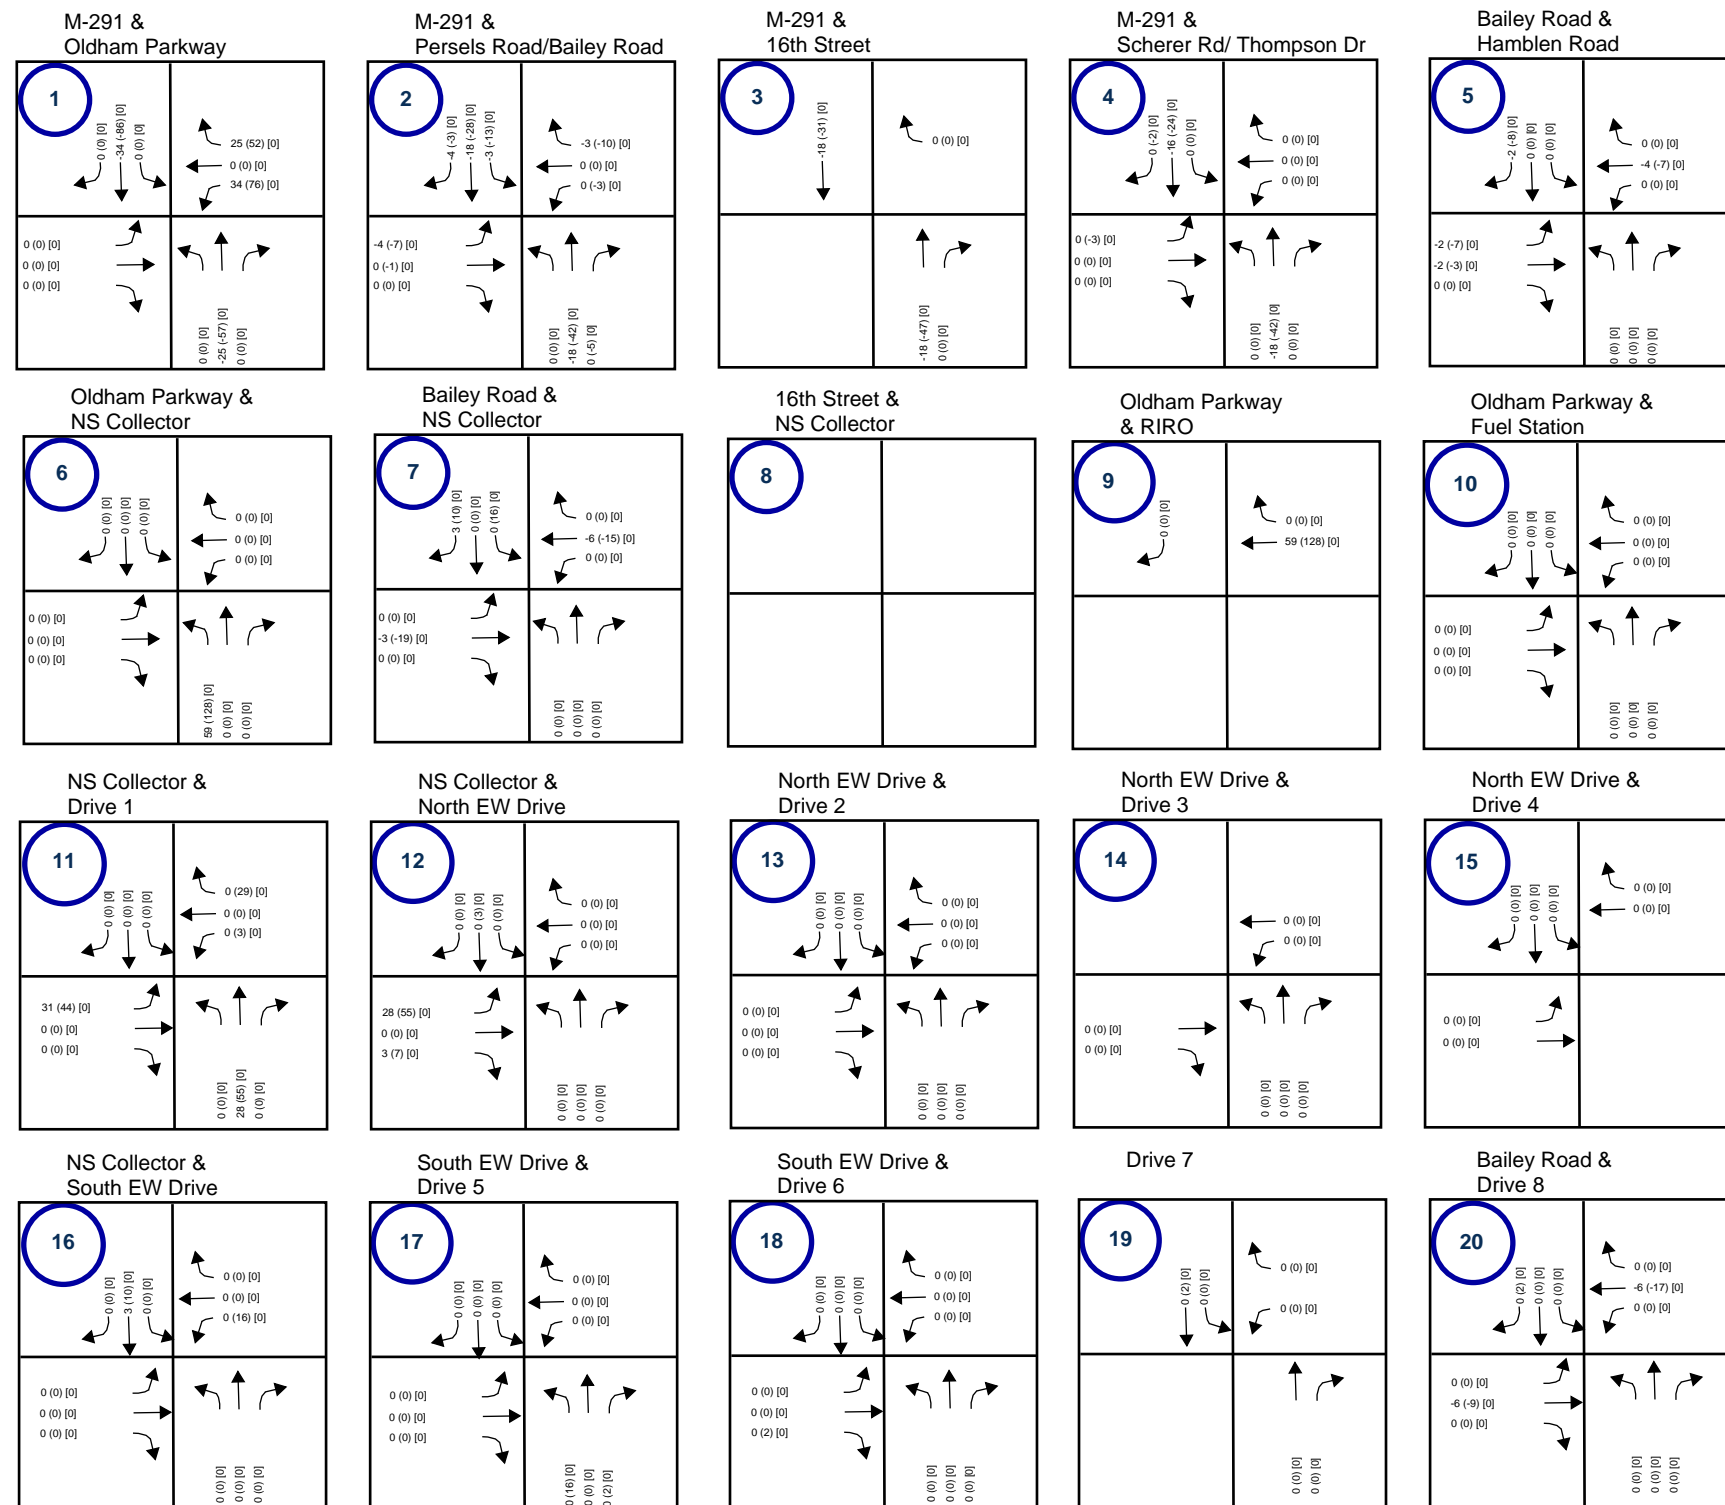 M-291 &
Oldham Parkway
1
0 (0) [0]
-34 (-86) [0]
0 (0) [0]
25 (52) [0]
0 (0) [0]
34 (76) [0]
0 (0) [0]
0 (0) [0]
0 (0) [0]
0 (0) [0]
-25 (-57) [0]
0 (0) [0]
M-291 &
Persels Road/Bailey Road
2
-4 (-3) [0]
-18 (-28) [0]
-3 (-13) [0]
-3 (-10) [0]
0 (0) [0]
0 (-3) [0]
-4 (-7) [0]
0 (-1) [0]
0 (0) [0]
0 (0) [0]
-18 (-42) [0]
0 (-5) [0]
M-291 &
16th Street
3
-18 (-31) [0]
0 (0) [0]
-18 (-47) [0]
0 (0) [0]
M-291 &
Scherer Rd/ Thompson Dr
4
0 (-2) [0]
-16 (-24) [0]
0 (0) [0]
0 (0) [0]
0 (0) [0]
0 (0) [0]
0 (-3) [0]
0 (0) [0]
0 (0) [0]
0 (0) [0]
-18 (-42) [0]
0 (0) [0]
Bailey Road &
Hamblen Road
5
-2 (-8) [0]
0 (0) [0]
0 (0) [0]
0 (0) [0]
-4 (-7) [0]
0 (0) [0]
-2 (-7) [0]
-2 (-3) [0]
0 (0) [0]
0 (0) [0]
0 (0) [0]
0 (0) [0]
Oldham Parkway &
NS Collector
6
0 (0) [0]
0 (0) [0]
0 (0) [0]
0 (0) [0]
0 (0) [0]
0 (0) [0]
0 (0) [0]
0 (0) [0]
0 (0) [0]
59 (128) [0]
0 (0) [0]
0 (0) [0]
Bailey Road &
NS Collector
7
3 (10) [0]
0 (0) [0]
0 (16) [0]
0 (0) [0]
-6 (-15) [0]
0 (0) [0]
0 (0) [0]
-3 (-19) [0]
0 (0) [0]
0 (0) [0]
0 (0) [0]
0 (0) [0]
16th Street &
NS Collector
8
Oldham Parkway
& RIRO
9
0 (0) [0]
0 (0) [0]
59 (128) [0]
Oldham Parkway &
Fuel Station
10
0 (0) [0]
0 (0) [0]
0 (0) [0]
0 (0) [0]
0 (0) [0]
0 (0) [0]
0 (0) [0]
0 (0) [0]
0 (0) [0]
0 (0) [0]
0 (0) [0]
0 (0) [0]
NS Collector &
Drive 1
11
0 (0) [0]
0 (0) [0]
0 (0) [0]
0 (29) [0]
0 (0) [0]
0 (3) [0]
31 (44) [0]
0 (0) [0]
0 (0) [0]
0 (0) [0]
28 (55) [0]
0 (0) [0]
NS Collector &
North EW Drive
12
0 (0) [0]
0 (3) [0]
0 (0) [0]
0 (0) [0]
0 (0) [0]
0 (0) [0]
28 (55) [0]
0 (0) [0]
3 (7) [0]
0 (0) [0]
0 (0) [0]
0 (0) [0]
North EW Drive &
Drive 2
13
0 (0) [0]
0 (0) [0]
0 (0) [0]
0 (0) [0]
0 (0) [0]
0 (0) [0]
0 (0) [0]
0 (0) [0]
0 (0) [0]
0 (0) [0]
0 (0) [0]
0 (0) [0]
North EW Drive &
Drive 3
14
0 (0) [0]
0 (0) [0]
0 (0) [0]
0 (0) [0]
0 (0) [0]
0 (0) [0]
0 (0) [0]
North EW Drive &
Drive 4
15
0 (0) [0]
0 (0) [0]
0 (0) [0]
0 (0) [0]
0 (0) [0]
0 (0) [0]
0 (0) [0]
NS Collector &
South EW Drive
16
0 (0) [0]
3 (10) [0]
0 (0) [0]
0 (0) [0]
0 (0) [0]
0 (16) [0]
0 (0) [0]
0 (0) [0]
0 (0) [0]
0 (0) [0]
0 (0) [0]
0 (0) [0]
South EW Drive &
Drive 5
17
0 (0) [0]
0 (0) [0]
0 (0) [0]
0 (0) [0]
0 (0) [0]
0 (0) [0]
0 (0) [0]
0 (0) [0]
0 (0) [0]
0 (16) [0]
0 (0) [0]
0 (2) [0]
South EW Drive &
Drive 6
18
0 (0) [0]
0 (0) [0]
0 (0) [0]
0 (0) [0]
0 (0) [0]
0 (0) [0]
0 (0) [0]
0 (0) [0]
0 (2) [0]
0 (0) [0]
0 (0) [0]
0 (0) [0]
Drive 7
19
0 (2) [0]
0 (0) [0]
0 (0) [0]
0 (0) [0]
0 (0) [0]
0 (0) [0]
Bailey Road &
Drive 8
20
0 (2) [0]
0 (0) [0]
0 (0) [0]
0 (0) [0]
-6 (-17) [0]
0 (0) [0]
0 (0) [0]
-6 (-9) [0]
0 (0) [0]
0 (0) [0]
0 (0) [0]
0 (0) [0]